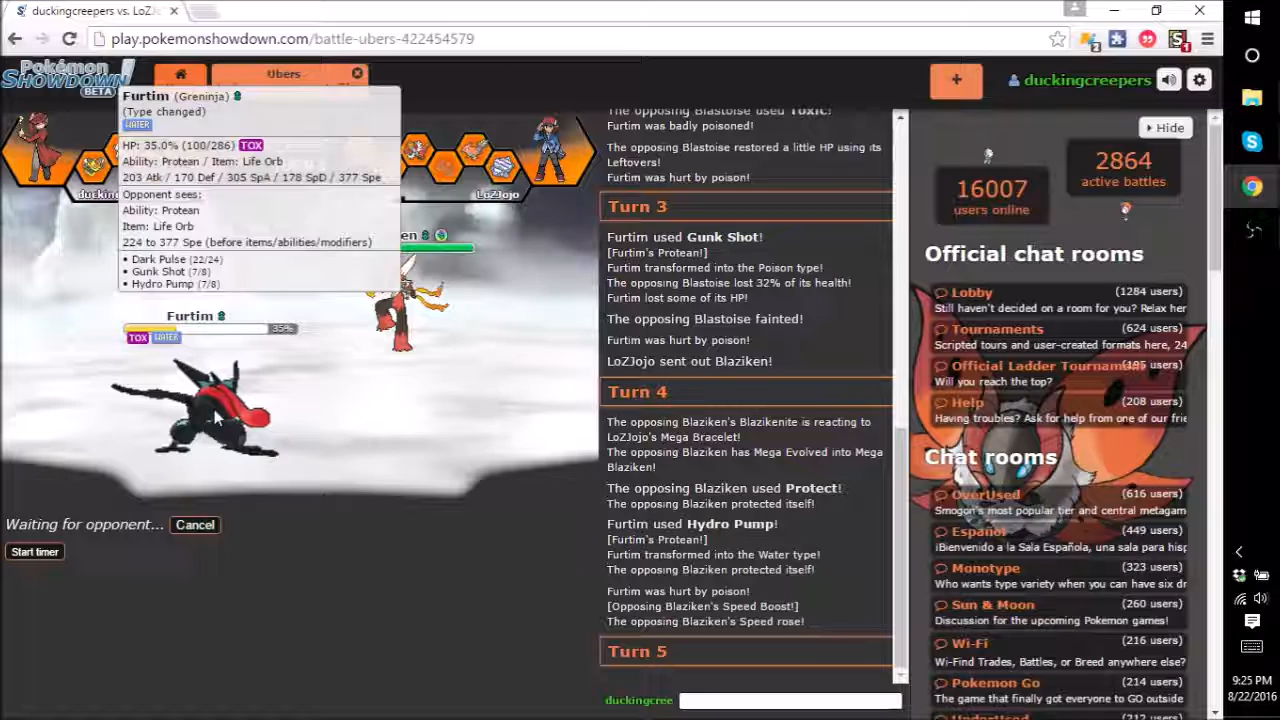 duckingcreepers vs. LoZJ
play.pokemonshowdown.com/battle-ubers-422454579
2
1
Pokémon
SHOWDOWN
BETA
Ubers
+
duckingcreepers
Furtim (Greninja)
(Type changed)
WATER
HP: 35.0% (100/286) TOX
Ability: Protean / Item: Life Orb
203 Atk / 170 Def / 305 SpA / 178 SpD / 377 Spe
Opponent sees:
Ability: Protean
Item: Life Orb
224 to 377 Spe (before items/abilities/modifiers)
• Dark Pulse (22/24)
• Gunk Shot (7/8)
• Hydro Pump (7/8)
LoZJojo
Furtim
35%
TOX WATER
Waiting for opponent... Cancel
Start timer
The opposing Blastoise used Toxic!
Furtim was badly poisoned!
The opposing Blastoise restored a little HP using its
Leftovers!
Furtim was hurt by poison!
Turn 3
Furtim used Gunk Shot!
[Furtim's Protean!]
Furtim transformed into the Poison type!
The opposing Blastoise lost 32% of its health!
Furtim lost some of its HP!
The opposing Blastoise fainted!
Furtim was hurt by poison!
LoZJojo sent out Blaziken!
Turn 4
The opposing Blaziken's Blazikenite is reacting to
LoZJojo's Mega Bracelet!
The opposing Blaziken has Mega Evolved into Mega
Blaziken!
The opposing Blaziken used Protect!
The opposing Blaziken protected itself!
Furtim used Hydro Pump!
[Furtim's Protean!]
Furtim transformed into the Water type!
The opposing Blaziken protected itself!
Furtim was hurt by poison!
[Opposing Blaziken's Speed Boost!]
The opposing Blaziken's Speed rose!
Turn 5
duckingcree
Hide
16007
users online
2864
active battles
Official chat rooms
Lobby (1284 users)
Still haven't decided on a room for you? Relax her
Tournaments (624 users)
Scripted tours and user-created formats here, 24
Official Ladder Tournament (195 users)
Will you reach the top?
Help (208 users)
Having troubles? Ask for help from one of our frie
Chat rooms
OverUsed (616 users)
Smogon's most popular tier and central metagam
Español (449 users)
¡Bienvenido a la Sala Española, una sala para hisp
Monotype (323 users)
Who wants type variety when you can have six dr
Sun & Moon (260 users)
Discussion for the upcoming Pokemon games!
Wi-Fi (216 users)
Wi-Find Trades, Battles, or Breed anywhere else?
Pokemon Go (214 users)
The game that finally got everyone to GO outside
UnderUsed (212 users)
9:25 PM
8/22/2016